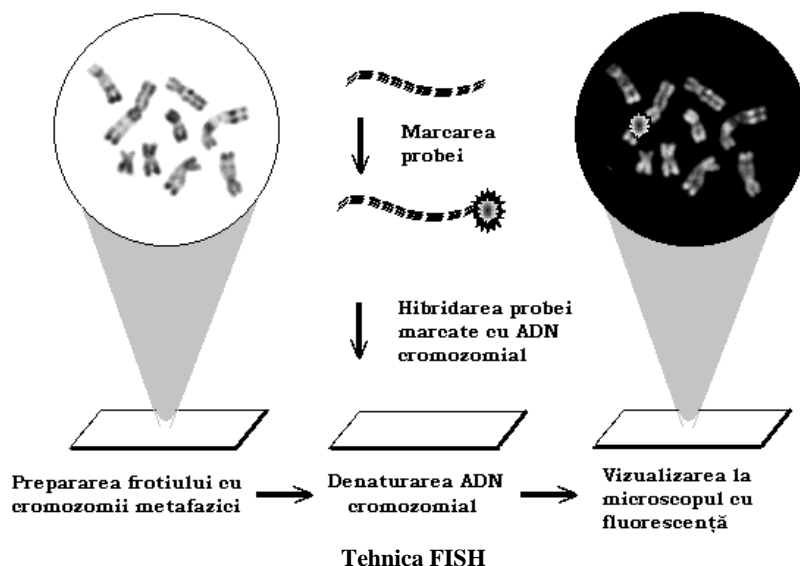 Marcarea
probei
Hibridarea probei
marcate cu ADN
cromozomial
Prepararea frotiului cu
cromozomii metafazici
Denaturarea ADN
cromozomial
Vizualizarea la
microscopul cu
fluorescență
Tehnica FISH